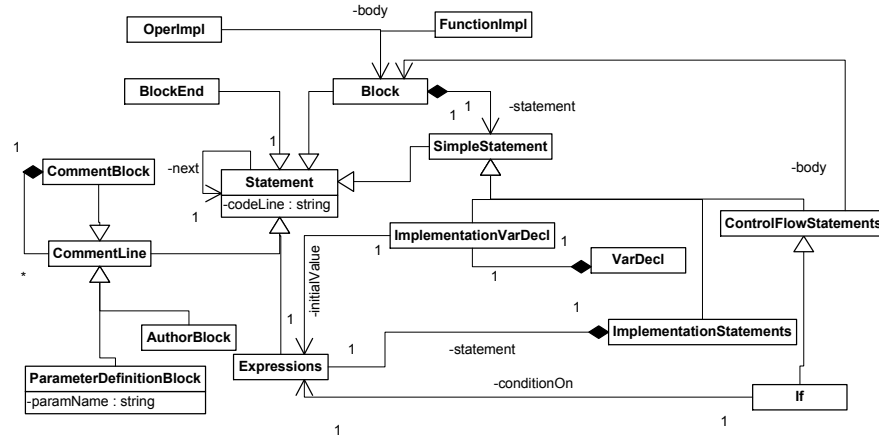 -body
OperImpl
FunctionImpl
BlockEnd
Block
1
1
-statement
1
SimpleStatement
1
CommentBlock
-next
Statement
-codeLine : string
1
-body
CommentLine
*
ImplementationVarDecl
ControlFlowStatements
1
1
VarDecl
1
-initialValue
AuthorBlock
1
1
ImplementationStatements
1
-statement
Expressions
ParameterDefinitionBlock
-paramName : string
-conditionOn
If
1
1